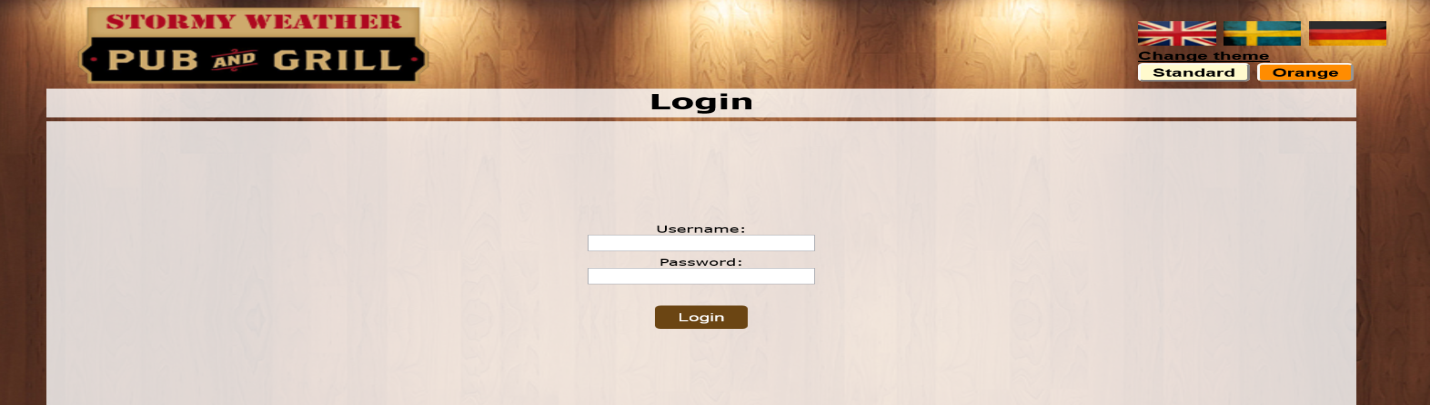 STORMY WEATHER
PUB AND GRILL
Change theme
Standard Orange
Login
Username:
Password:
Login